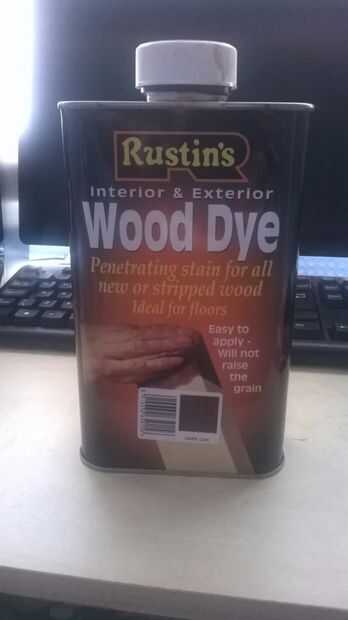 Rustin's
Interior & Exterior
Wood Dye
Penetrating stain for all
new or stripped wood
Ideal for floors
Easy to
apply -
Will not
raise
the
grain